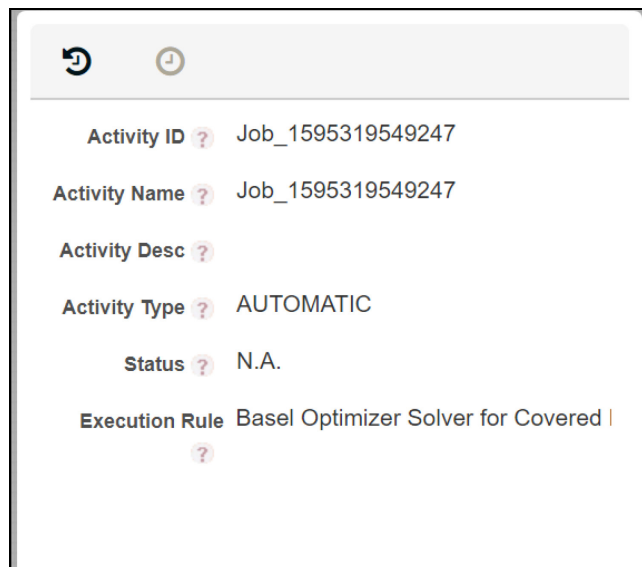 Activity ID ? Job_1595319549247
Activity Name ? Job_1595319549247
Activity Desc ?
Activity Type ? AUTOMATIC
Status ? N.A.
Execution Rule Basel Optimizer Solver for Covered
?